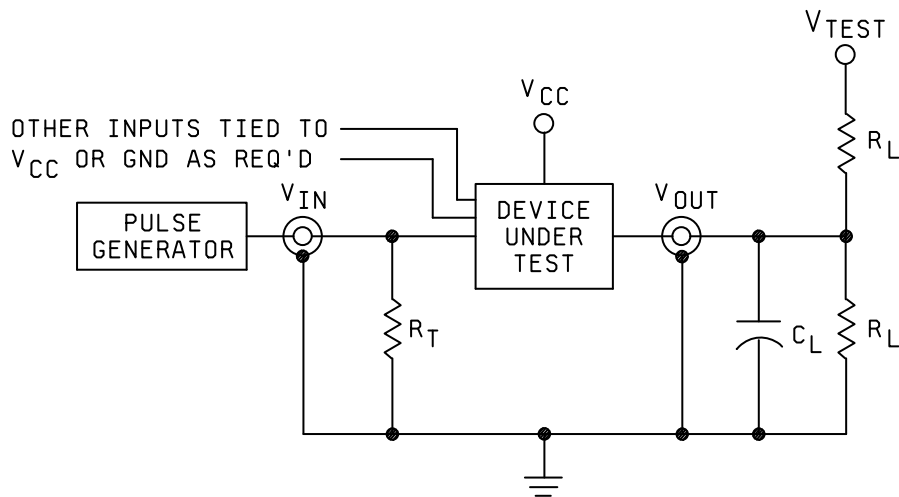 V_TEST
V_CC
OTHER INPUTS TIED TO
V_CC OR GND AS REQ'D
R_L
V_IN
V_OUT
PULSE
GENERATOR
DEVICE
UNDER
TEST
R_T
C_L
R_L